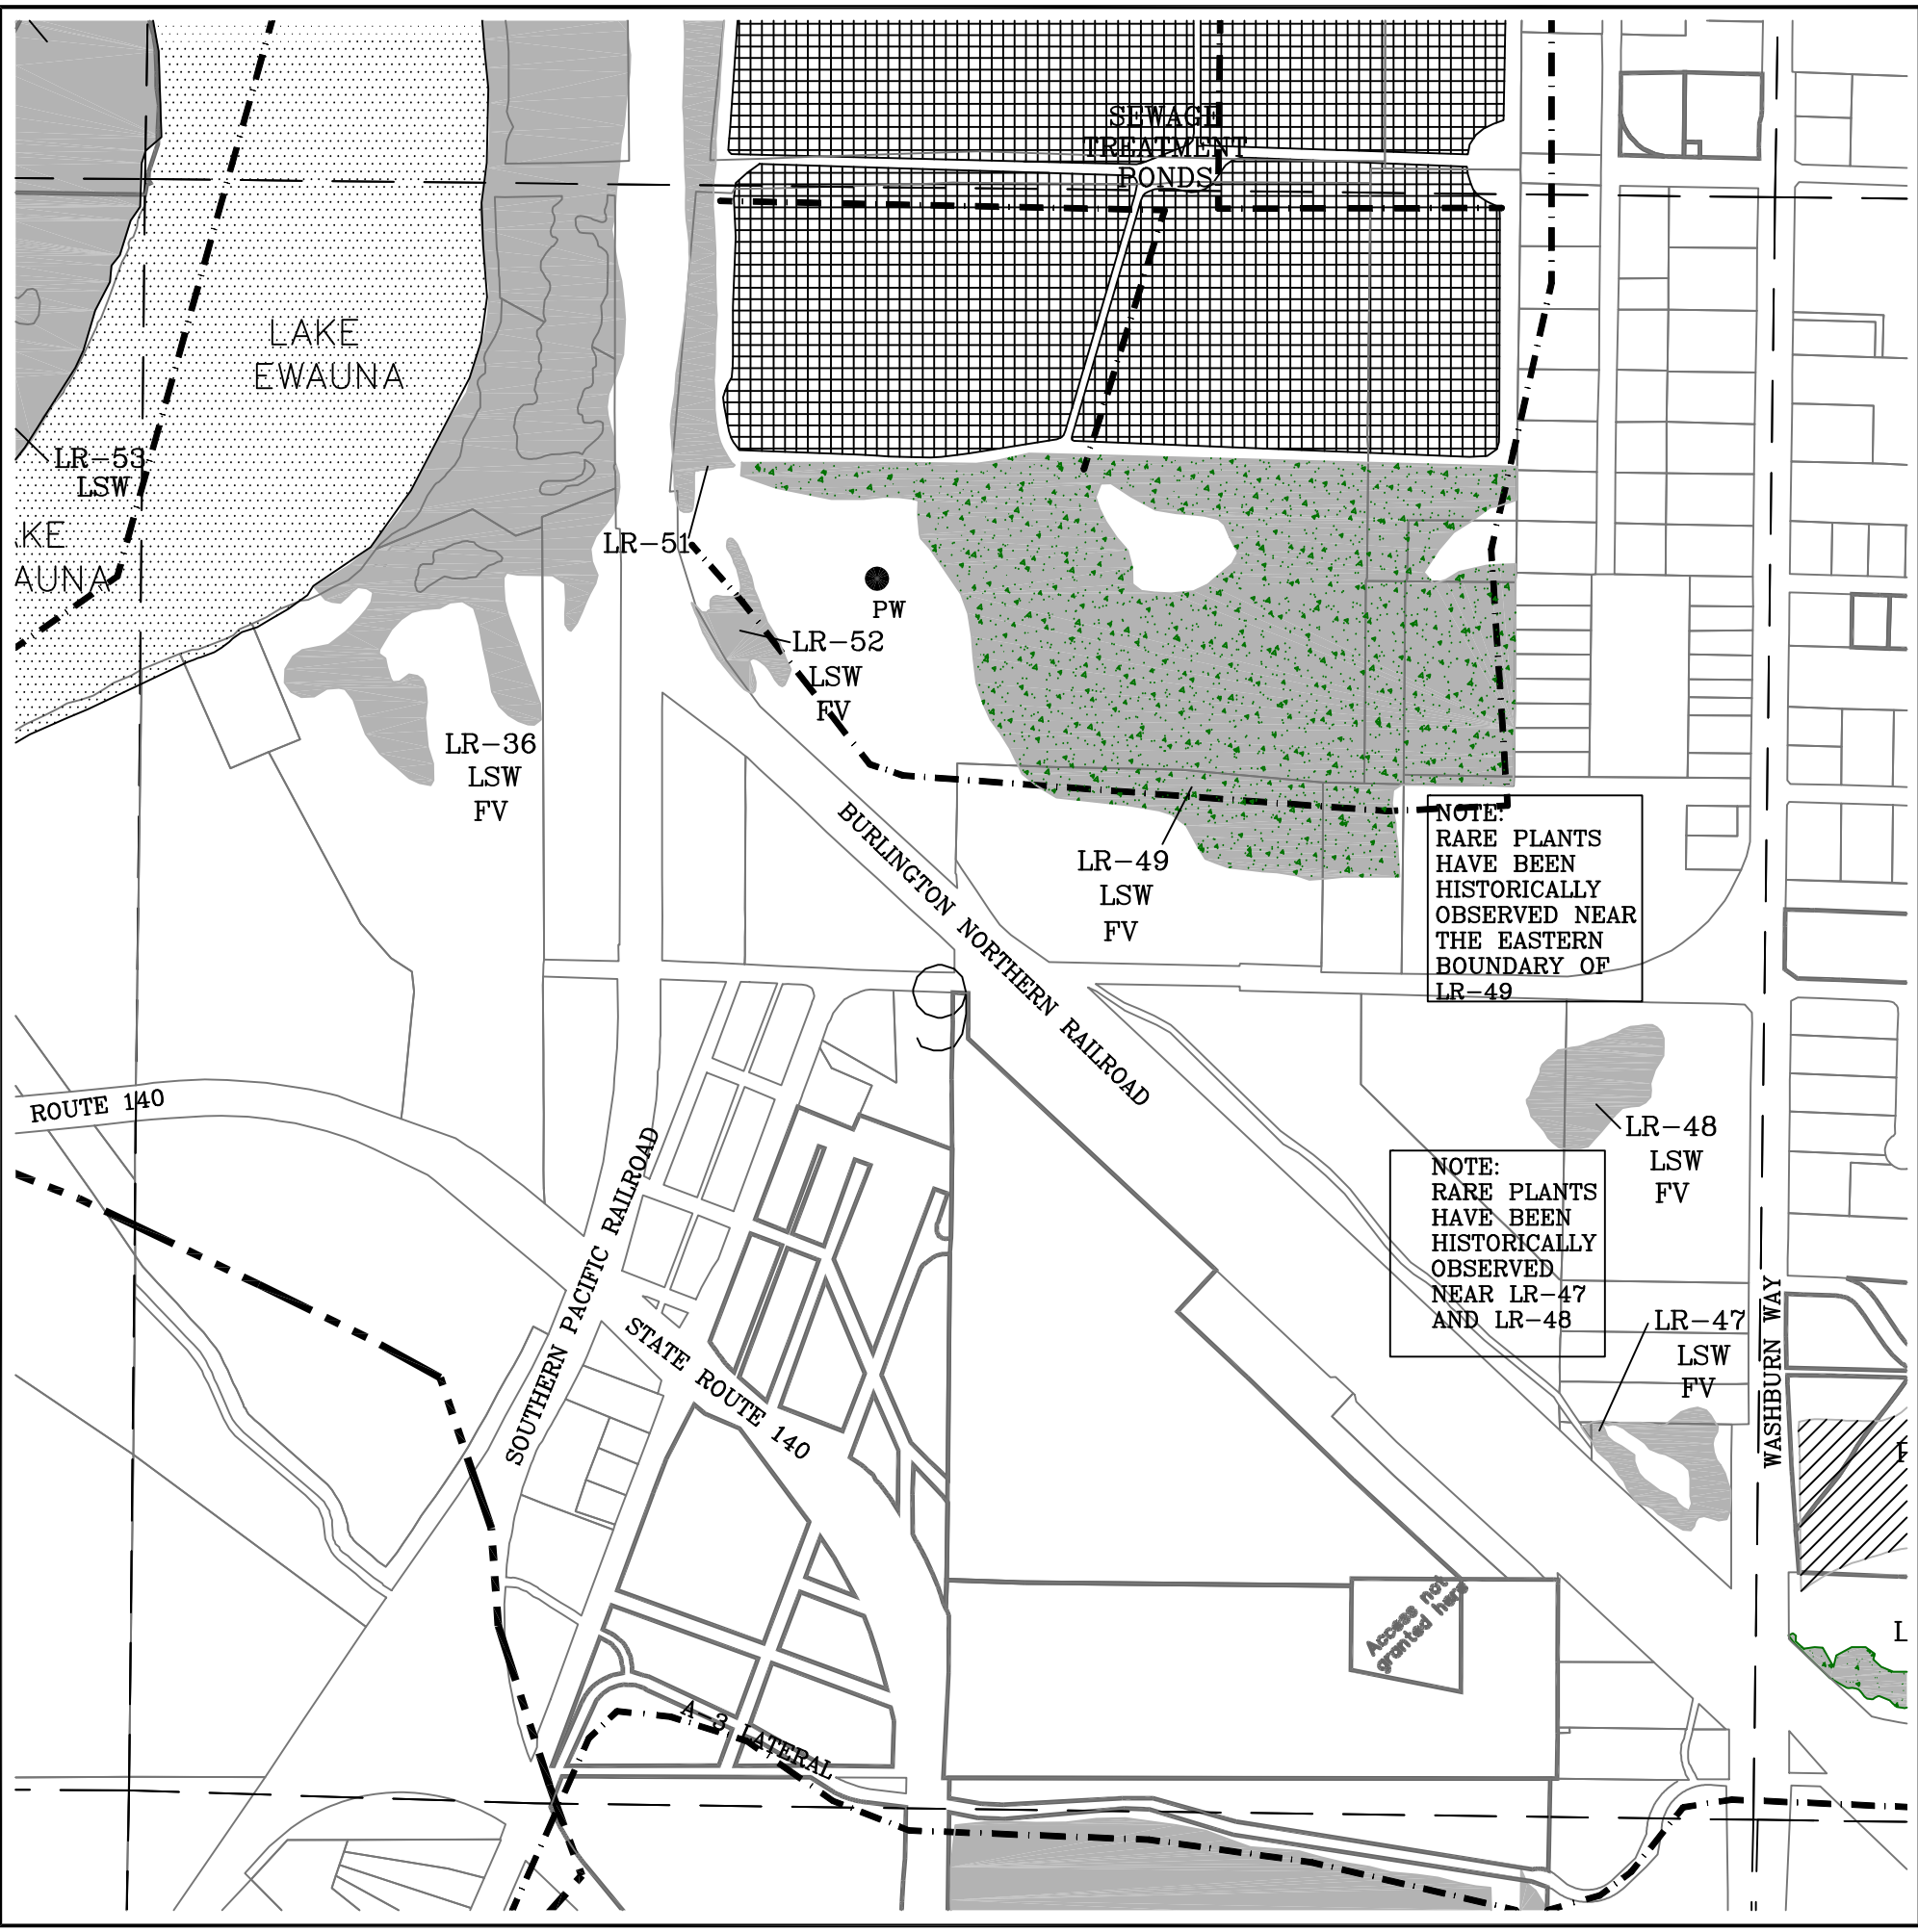 SEWAGE
TREATMENT
PONDS
LAKE
EWAUNA
LR-53
LSW
KE
AUNA
LR-51
PW
LR-52
LSW
FV
LR-36
LSW
FV
BURLINGTON NORTHERN RAILROAD
LR-49
LSW
FV
NOTE:
RARE PLANTS
HAVE BEEN
HISTORICALLY
OBSERVED NEAR
THE EASTERN
BOUNDARY OF
LR-49
ROUTE 140
LR-48
LSW
FV
NOTE:
RARE PLANTS
HAVE BEEN
HISTORICALLY
OBSERVED
NEAR LR-47
AND LR-48
SOUTHERN PACIFIC RAILROAD
STATE ROUTE 140
LR-47
LSW
FV
WASHBURN WAY
Access not
granted here
L
A-3 LATERAL